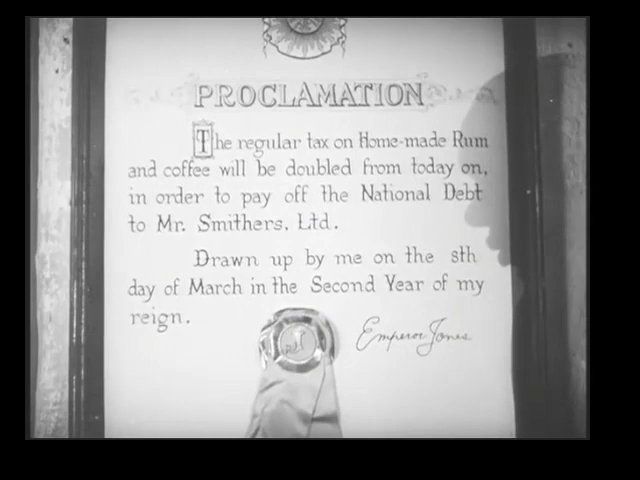 PROCLAMATION
The regular tax on Home-made Rum
and coffee will be doubled from today on,
in order to pay off the National Debt
to Mr. Smithers. Ltd.
Drawn up by me on the 8th
day of March in the Second Year of my
reign.
Emperor Jones
J